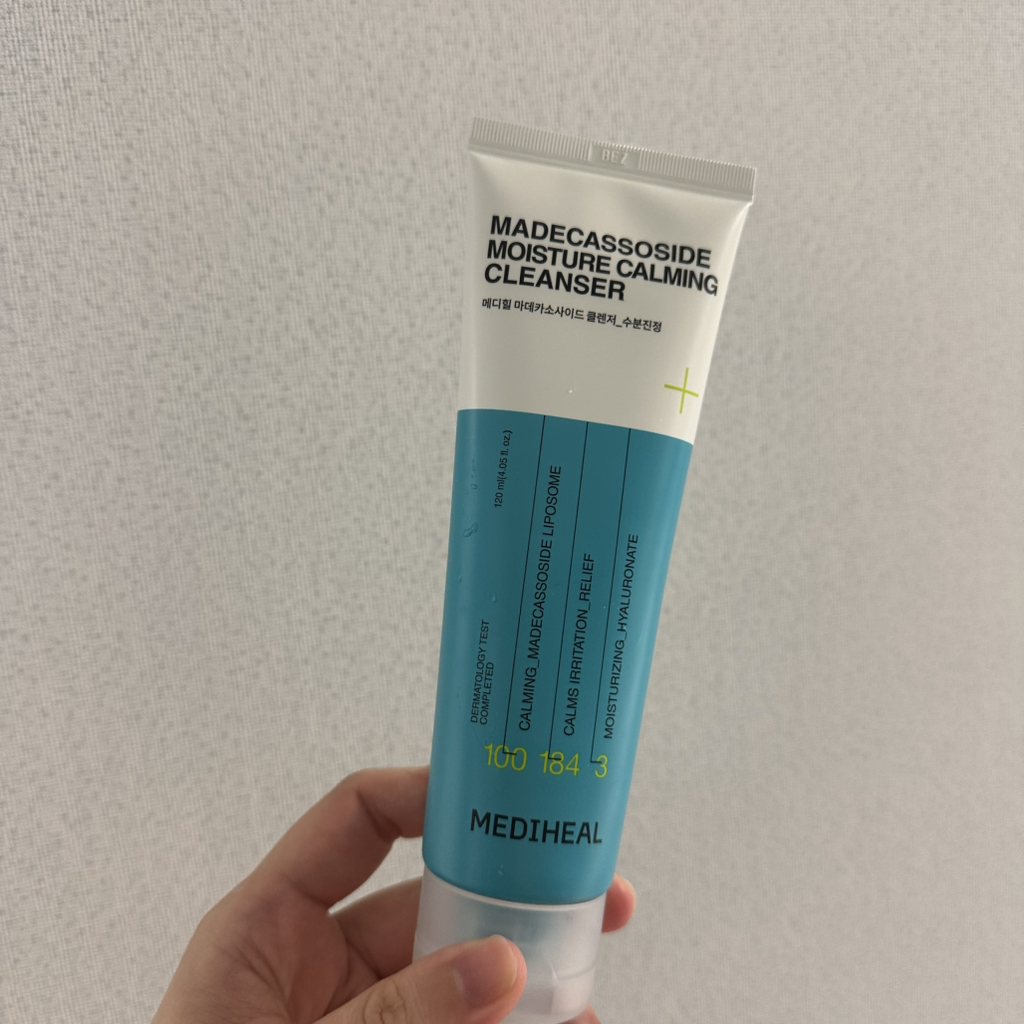 BEZ
MADECASSOSIDE
MOISTURE CALMING
CLEANSER
메디힐 마데카소사이드 클렌저_수분진정
120 ml(4.05 fl. oz.)
DERMATOLOGY TEST
COMPLETED
CALMING_MADECASSOSIDE LIPOSOME
CALMS IRRITATION_RELIEF
MOISTURIZING_HYALURONATE
100 184 3
MEDIHEAL